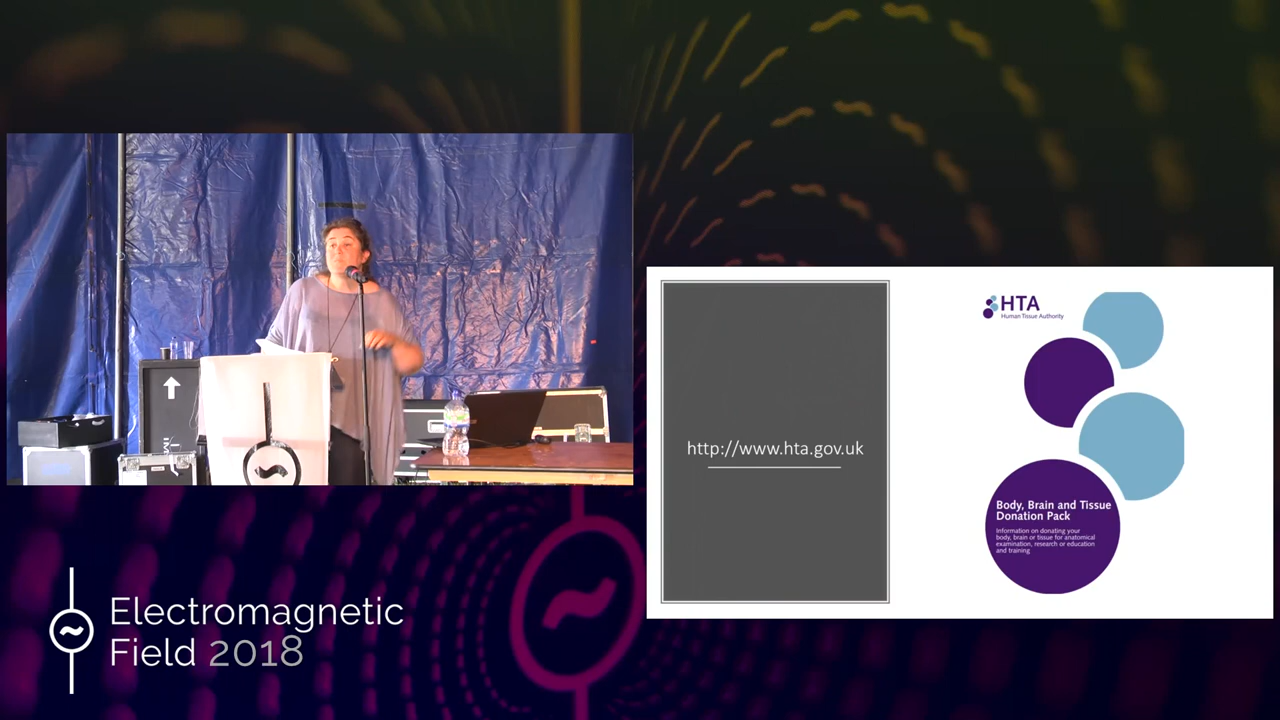 http://www.hta.gov.uk
HTA
Human Tissue Authority
Body, Brain and Tissue
Donation Pack
Information on donating your
body, brain or tissue for anatomical
examination, research or education
and training
Electromagnetic
Field 2018